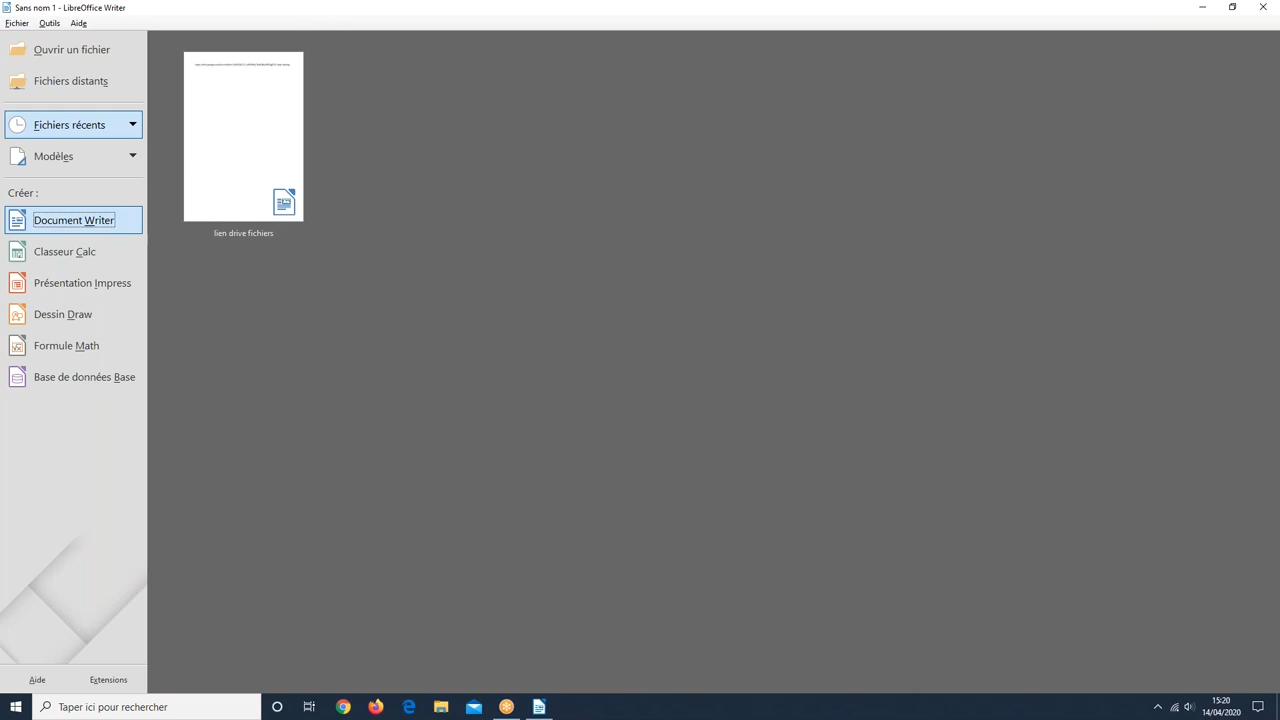 Sans nom 1 - LibreOffice Writer
Fichier Outils Aide
Ouvrir un fichier
Fichiers distants
Fichiers récents
Modèles
Créer :
Document Writer
Classeur Calc
Présentation Impress
Dessin Draw
Formule Math
Base de données Base
lien drive fichiers
Aide Extensions
Taper ici pour rechercher
15:20
14/04/2020